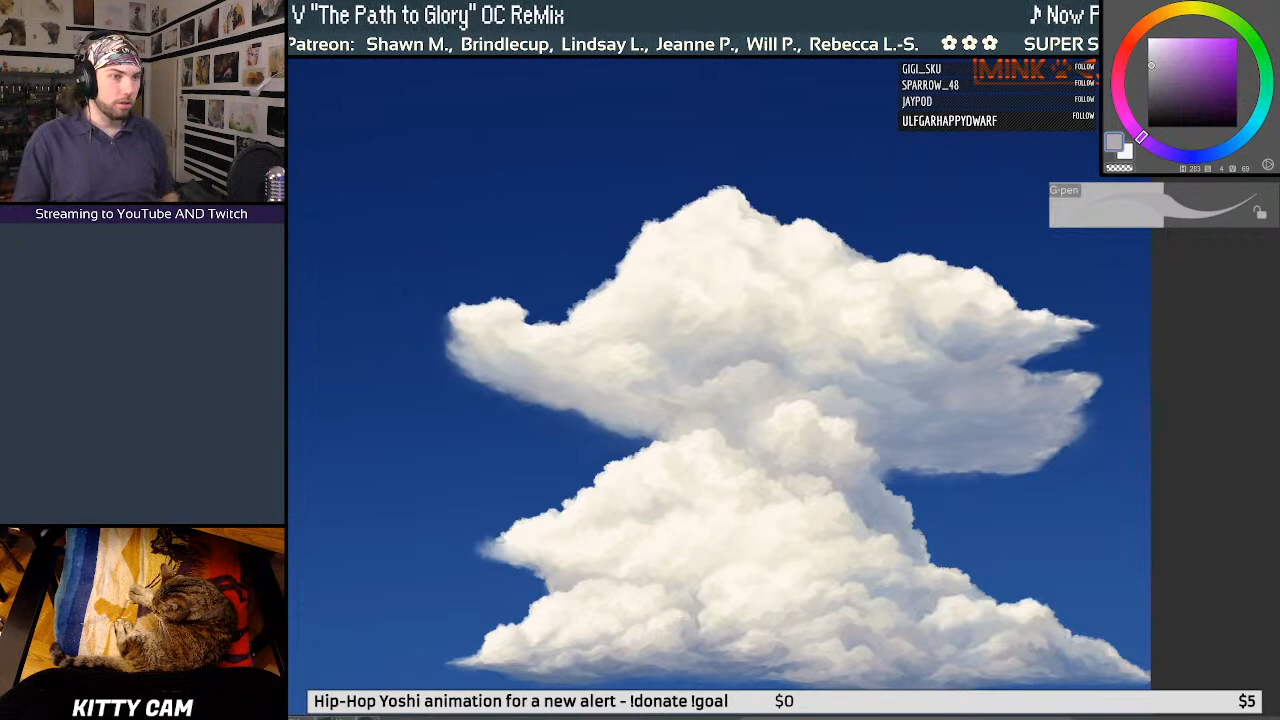 V "The Path to Glory" OC ReMix
♪ Now F
Patreon: Shawn M., Brindlecup, Lindsay L., Jeanne P., Will P., Rebecca L.-S. ✿ ✿ ✿ SUPER S
GIGI_SKU FOLLOW
SPARROW_48 FOLLOW
JAYPOD FOLLOW
ULFGARHAPPYDWARF FOLLOW
G-pen
Streaming to YouTube AND Twitch
KITTY CAM
Hip-Hop Yoshi animation for a new alert - !donate !goal $0 $5